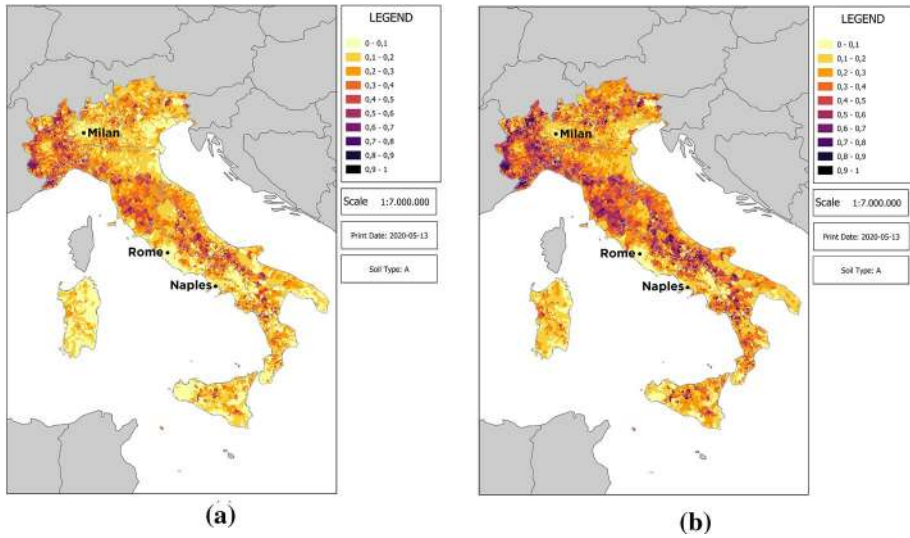 LEGEND
0 - 0,1
0,1 - 0,2
0,2 - 0,3
0,3 - 0,4
0,4 - 0,5
0,5 - 0,6
0,6 - 0,7
0,7 - 0,8
0,8 - 0,9
0,9 - 1
Scale 1:7.000.000
Print Date: 2020-05-13
Soil Type: A
Milan
Rome
Naples
(a)
LEGEND
0 - 0,1
0,1 - 0,2
0,2 - 0,3
0,3 - 0,4
0,4 - 0,5
0,5 - 0,6
0,6 - 0,7
0,7 - 0,8
0,8 - 0,9
0,9 - 1
Scale 1:7.000.000
Print Date: 2020-05-13
Soil Type: A
Milan
Rome
Naples
(b)